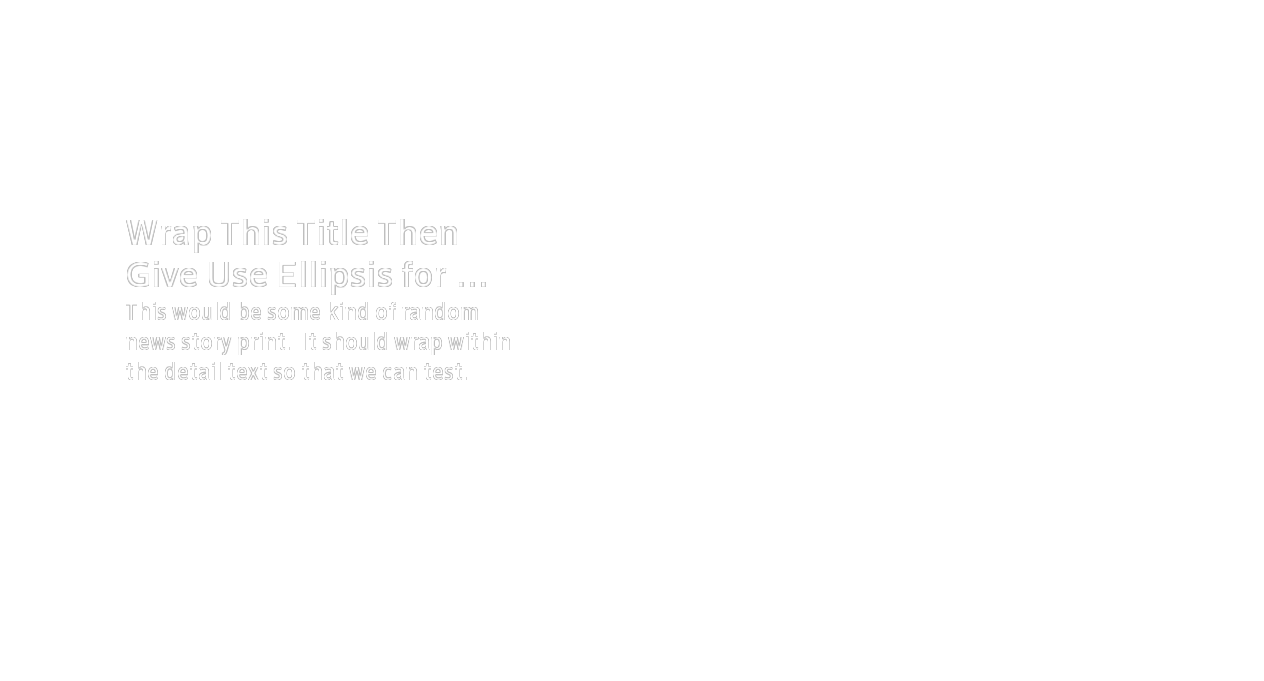 Wrap This Title Then
Give Use Ellipsis for ...
This would be some kind of random
news story print.  It should wrap within
the detail text so that we can test.